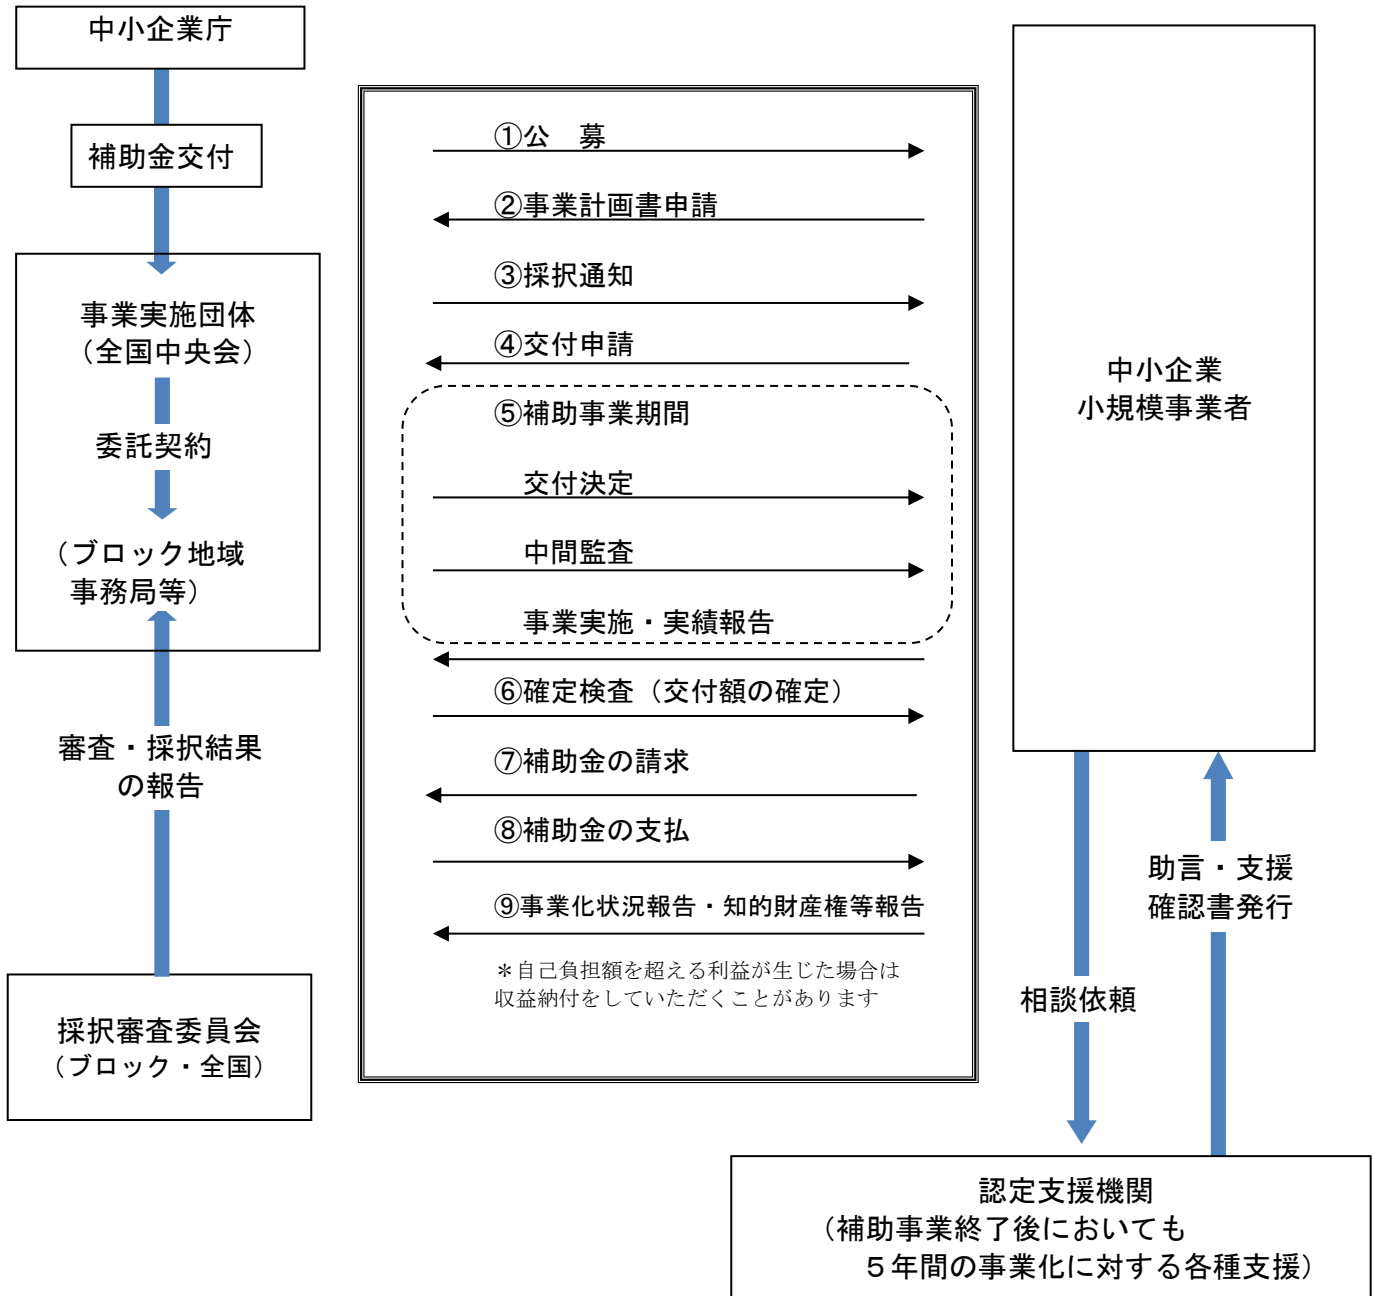 中小企業庁
補助金交付
事業実施団体
（全国中央会）
委託契約
（ブロック地域
事務局等）
審査・採択結果
の報告
採択審査委員会
（ブロック・全国）
①公　募
②事業計画書申請
③採択通知
④交付申請
⑤補助事業期間
交付決定
中間監査
事業実施・実績報告
⑥確定検査（交付額の確定）
⑦補助金の請求
⑧補助金の支払
⑨事業化状況報告・知的財産権等報告
＊自己負担額を超える利益が生じた場合は
収益納付をしていただくことがあります
中小企業
小規模事業者
相談依頼
助言・支援
確認書発行
認定支援機関
（補助事業終了後においても
５年間の事業化に対する各種支援）